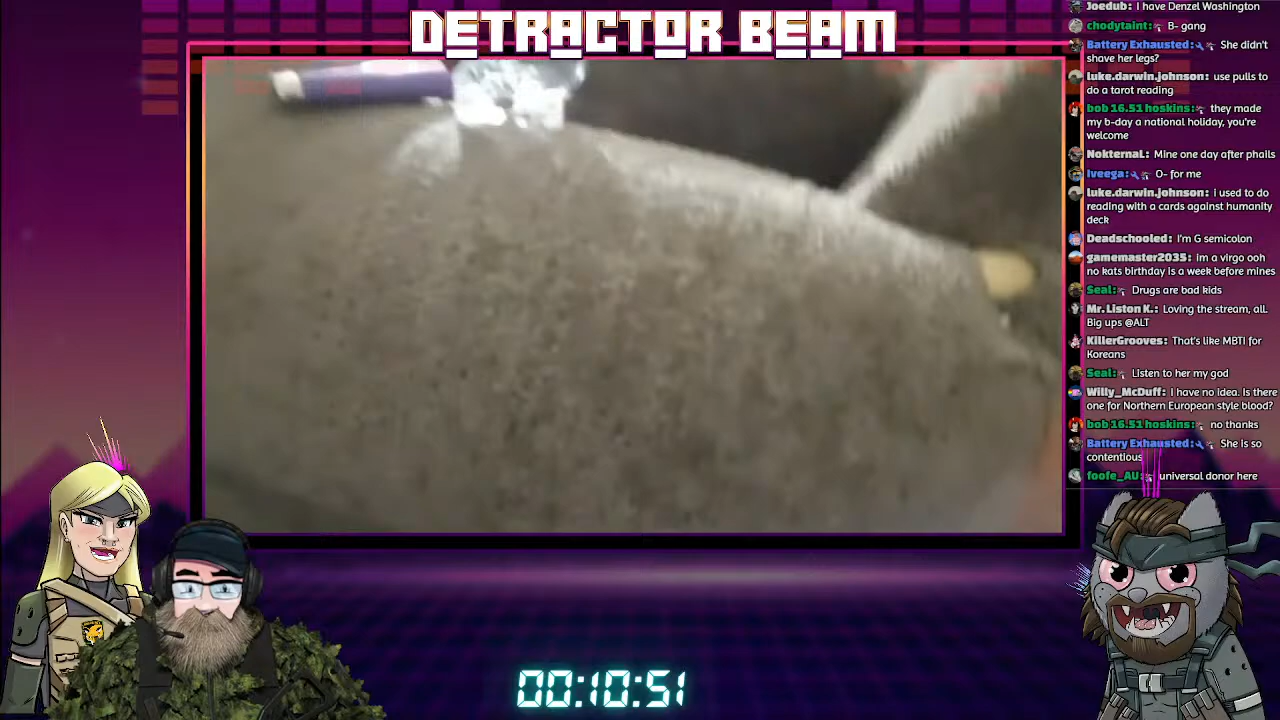 DETRACTOR BEAM
Joedub: I have Denzel Washington
chodytaint: B- gang
Battery Exhausted: She didn't
shave her legs?
luke.darwin.johnson: use pulls to
do a tarot reading
bob 16.51 hoskins: they made
my b-day a national holiday, you're
welcome
Nokternal: Mine one day after phails
Iveega: O- for me
luke.darwin.johnson: i used to do
reading with a cards against humanity
deck
Deadschooled: I'm G semicolon
gamemaster2035: im a virgo ooh
no kats birthday is a week before mines
Seal: Drugs are bad kids
Mr. Liston K.: Loving the stream, all.
Big ups @ALT
KillerGrooves: That's like MBTI for
Koreans
Seal: LIsten to her my god
Willy_McDuff: I have no idea. Is there
one for Northern European style blood?
bob 16.51 hoskins: no thanks
Battery Exhausted: She is so
contentious
foofe_AU: universal donor here
00:10:51